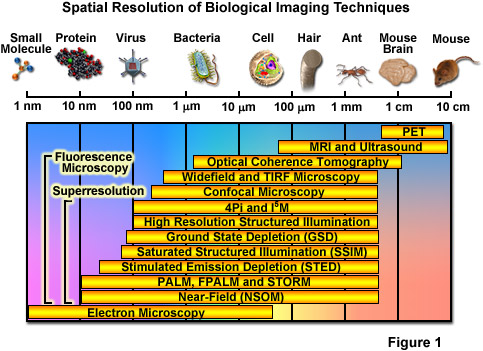 Spatial Resolution of Biological Imaging Techniques
Small Molecule Protein Virus Bacteria Cell Hair Ant Mouse Brain Mouse
1 nm 10 nm 100 nm 1 µm 10 µm 100 µm 1 mm 1 cm 10 cm
PET
MRI and Ultrasound
Fluorescence Microscopy
Optical Coherence Tomography
Widefield and TIRF Microscopy
Superresolution
Confocal Microscopy
4Pi and I⁵M
High Resolution Structured Illumination
Ground State Depletion (GSD)
Saturated Structured Illumination (SSIM)
Stimulated Emission Depletion (STED)
PALM, FPALM and STORM
Near-Field (NSOM)
Electron Microscopy
Figure 1